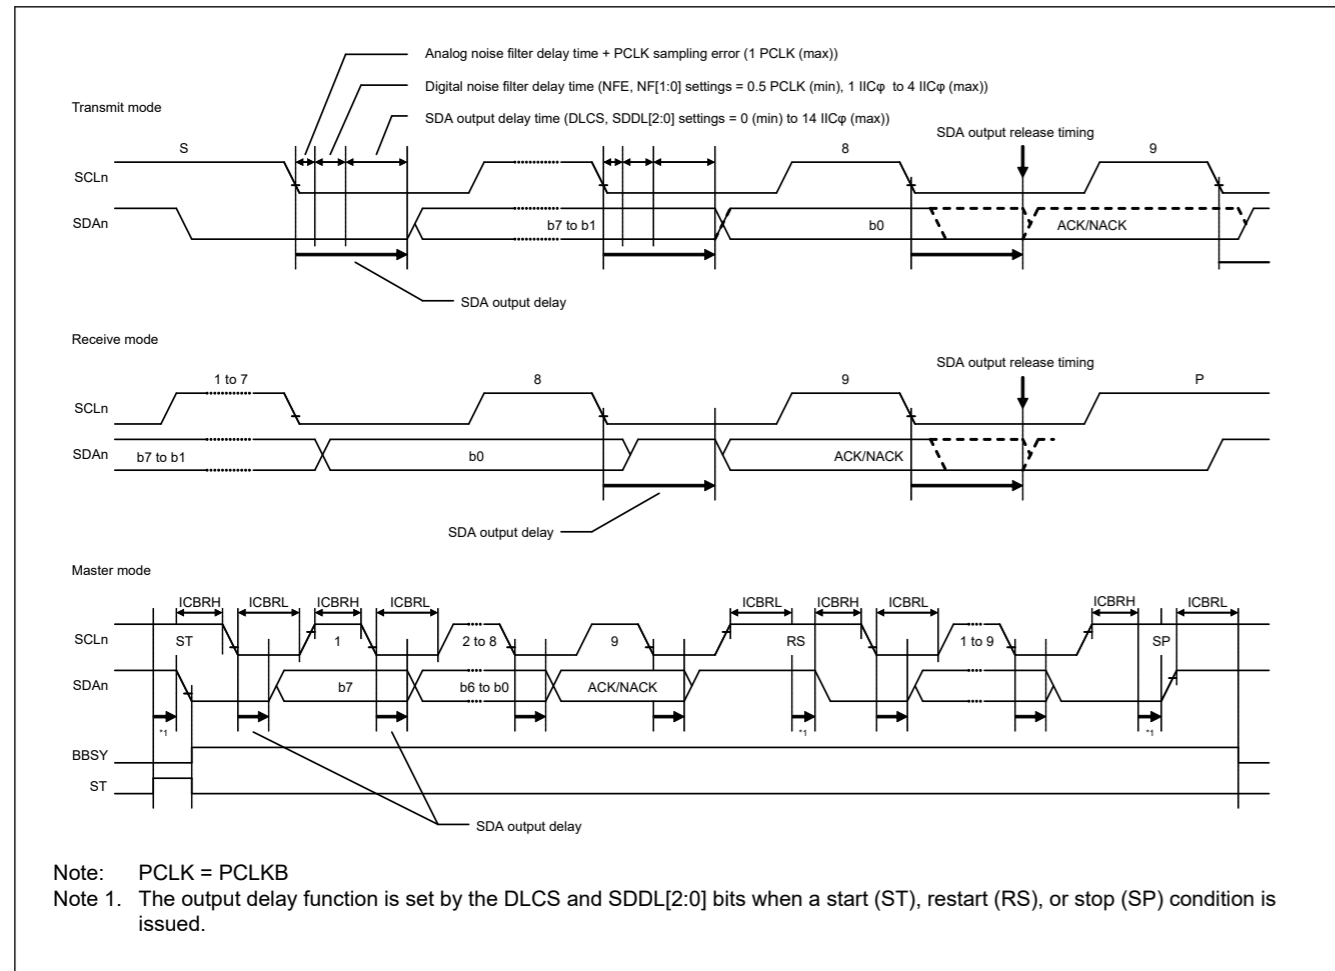 Analog noise filter delay time + PCLK sampling error (1 PCLK (max))
Digital noise filter delay time (NFE, NF[1:0] settings = 0.5 PCLK (min), 1 IICφ to 4 IICφ (max))
Transmit mode
SDA output delay time (DLCS, SDDL[2:0] settings = 0 (min) to 14 IICφ (max))
SDA output release timing
S 8 9
SCLn
SDAn
b7 to b1 b0 ACK/NACK
SDA output delay
Receive mode
SDA output release timing
1 to 7 8 9 P
SCLn
SDAn
b7 to b1 b0 ACK/NACK
SDA output delay
Master mode
ICBRH ICBRL ICBRH ICBRL ICBRL ICBRH ICBRL ICBRH ICBRL
SCLn ST 1 2 to 8 9 RS 1 to 9 SP
SDAn
b7 b6 to b0 ACK/NACK
*1 *1 *1
BBSY
ST
SDA output delay
Note: PCLK = PCLKB
Note 1. The output delay function is set by the DLCS and SDDL[2:0] bits when a start (ST), restart (RS), or stop (SP) condition is
issued.